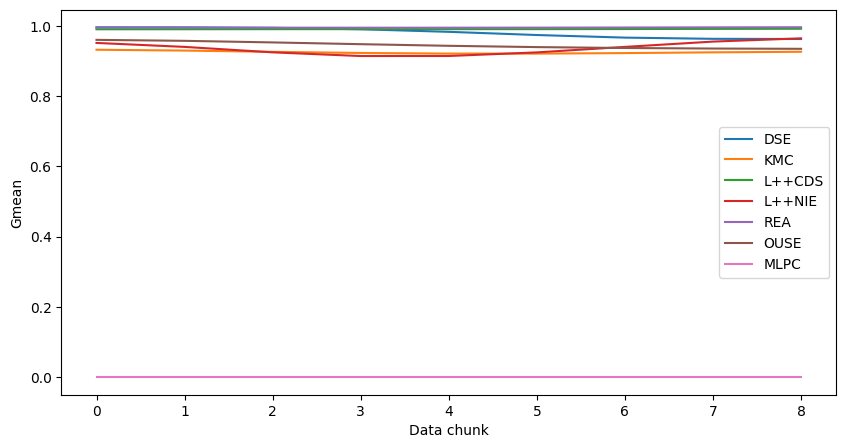 1.0
0.8
0.6
0.4
0.2
0.0
Gmean
0 1 2 3 4 5 6 7 8
Data chunk
DSE
KMC
L++CDS
L++NIE
REA
OUSE
MLPC